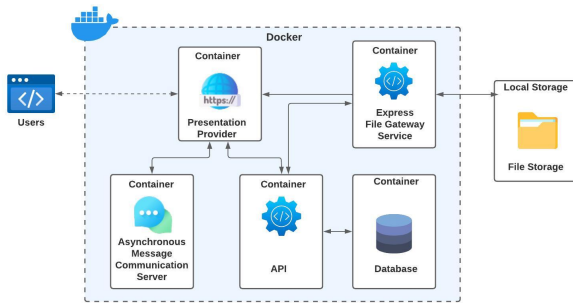 Docker
Container
https://
Presentation
Provider
Container
Express
File Gateway
Service
Local Storage
File Storage
Users
Container
Asynchronous
Message
Communication
Server
Container
API
Container
Database